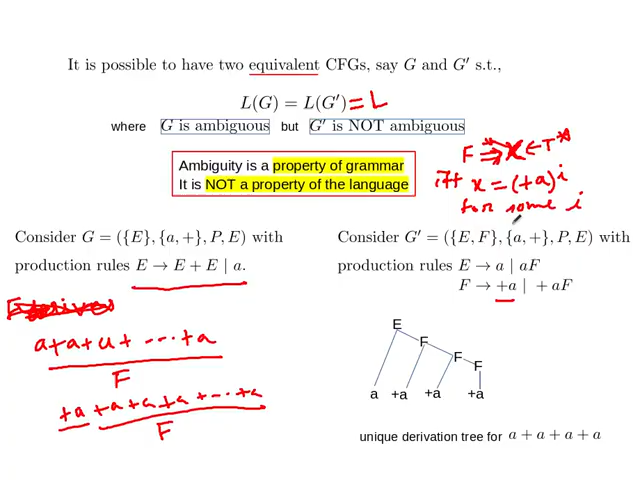 It is possible to have two equivalent CFGs, say G and G′ s.t.,
L(G) = L(G′) = L
where G is ambiguous but G′ is NOT ambiguous
Ambiguity is a property of grammar
It is NOT a property of the language
F ⇒* x ∈ T*
iff x = (+a)^i
for some i
Consider G = ({E}, {a, +}, P, E) with
production rules E → E + E | a.
a+a+a+ ··· +a
F
+a +a+a+a+ ··· +a
F
Consider G′ = ({E, F}, {a, +}, P, E) with
production rules E → a | aF
F → +a | + aF
E
F
F
F
a +a +a +a
unique derivation tree for a + a + a + a